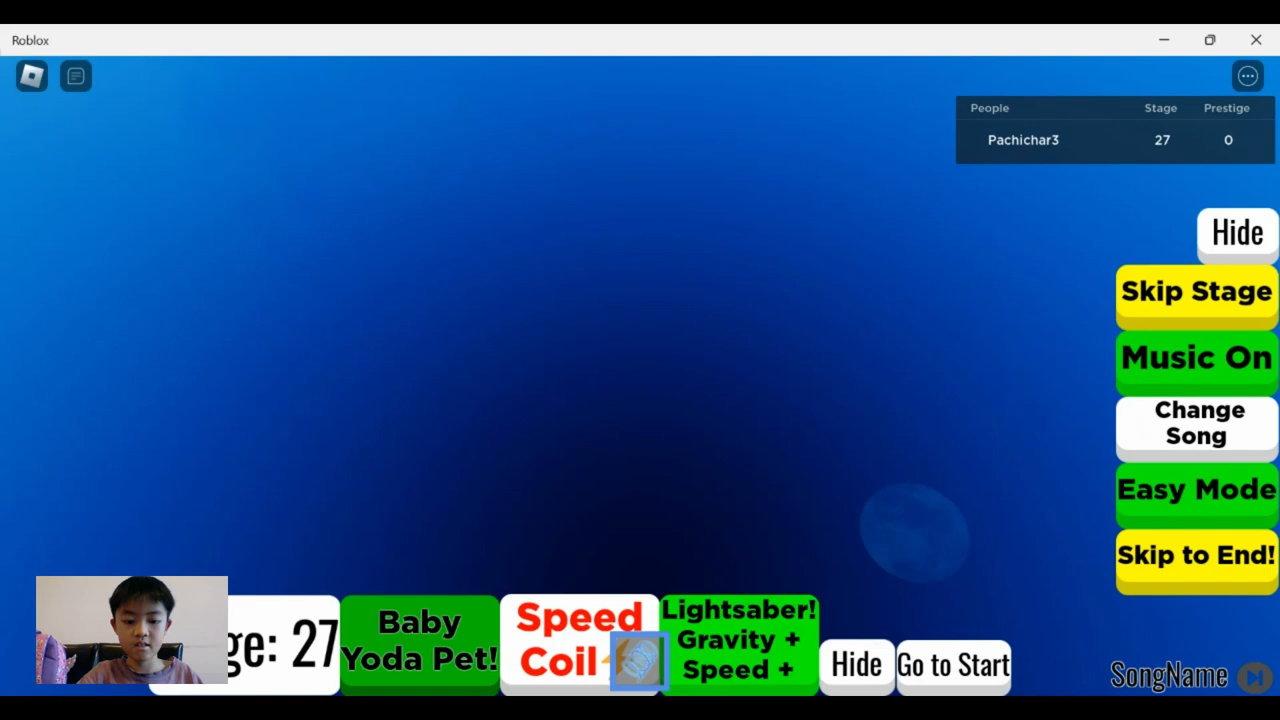 Roblox
People Stage Prestige
Pachichar3 27 0
Hide
Skip Stage
Music On
Change
Song
Easy Mode
Skip to End!
ge: 27
Baby
Yoda Pet!
Speed
Coil
Lightsaber!
Gravity +
Speed +
Hide
Go to Start
SongName